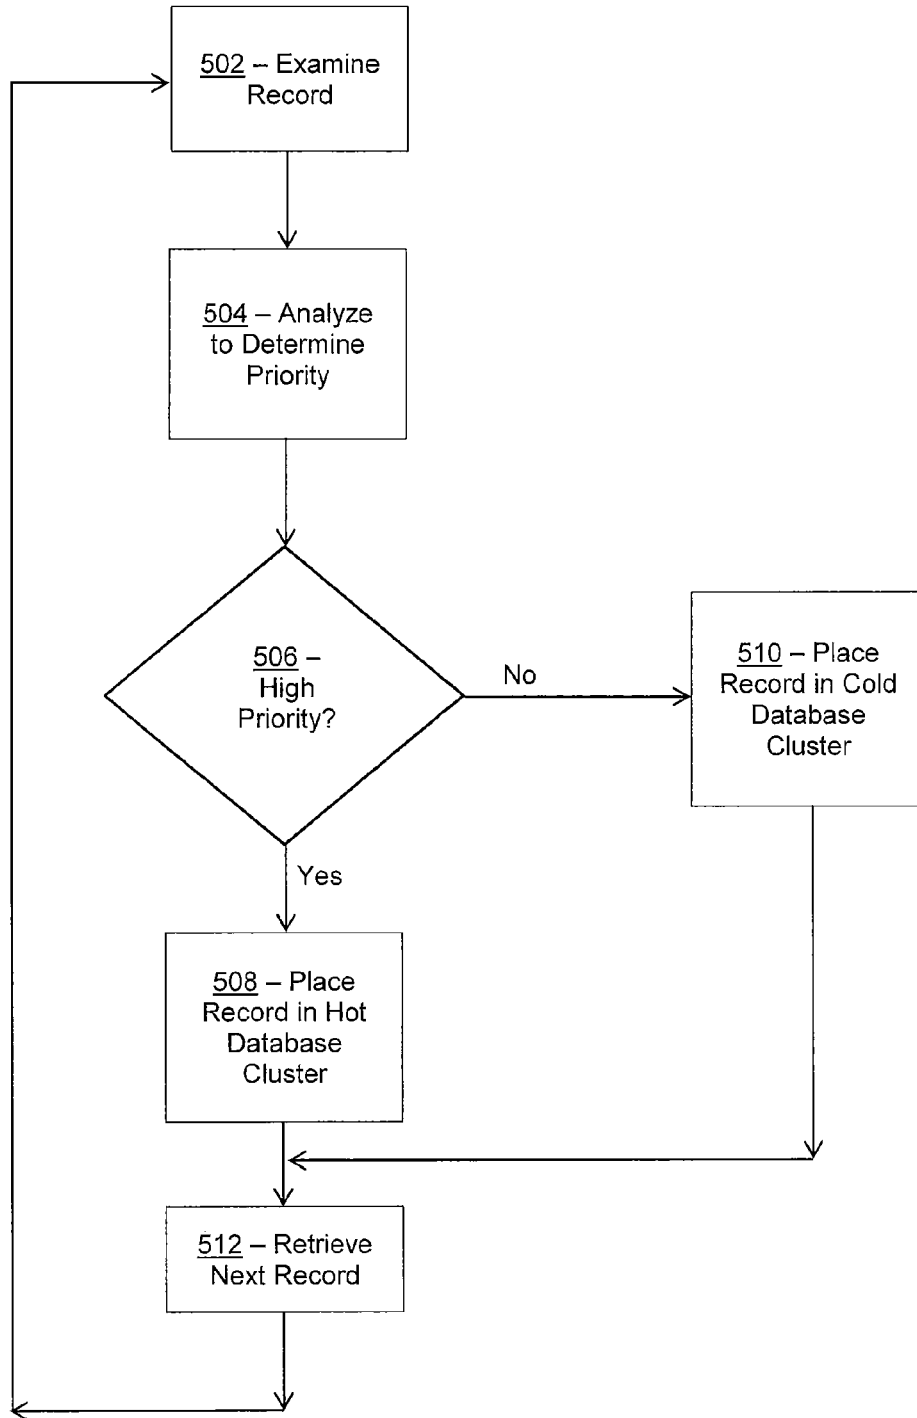 502 – Examine
Record
504 – Analyze
to Determine
Priority
506 –
High
Priority?
No
510 – Place
Record in Cold
Database
Cluster
Yes
508 – Place
Record in Hot
Database
Cluster
512 – Retrieve
Next Record